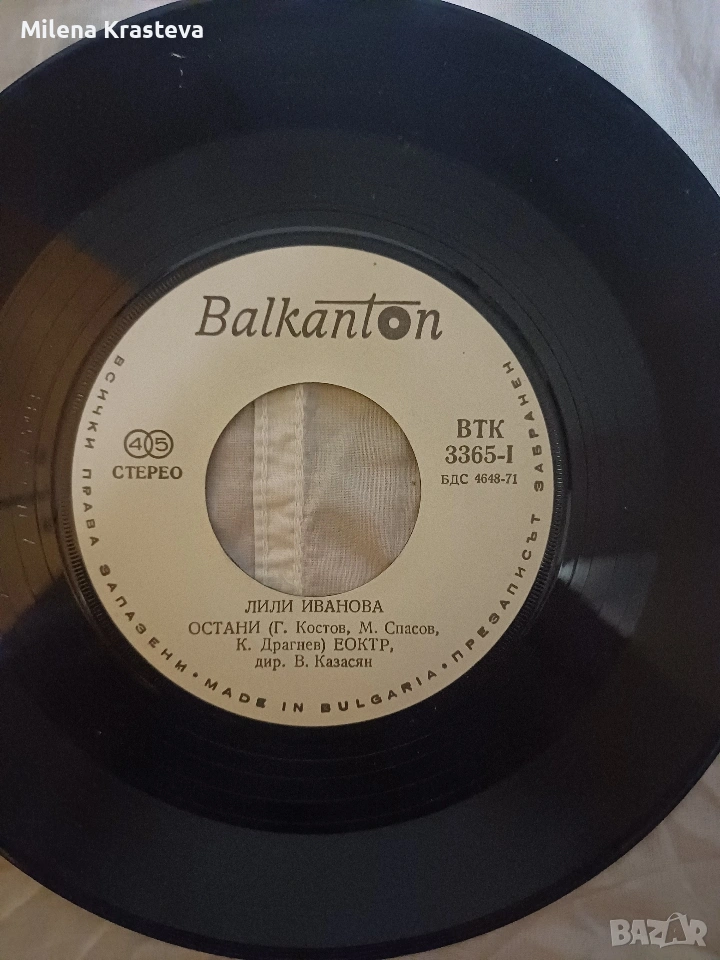 Milena Krasteva
Balkanton
45
СТЕРЕО
ВТК
3365-I
БДС 4648-71
ЛИЛИ ИВАНОВА
ОСТАНИ (Г. Костов, М. Спасов,
К. Драгнев) ЕОКТР,
дир. В. Казасян
ВСИЧКИ ПРАВА ЗАПАЗЕНИ • MADE IN BULGARIA • ПРЕЗАПИСЪТ ЗАБРАНЕН
BAZAR